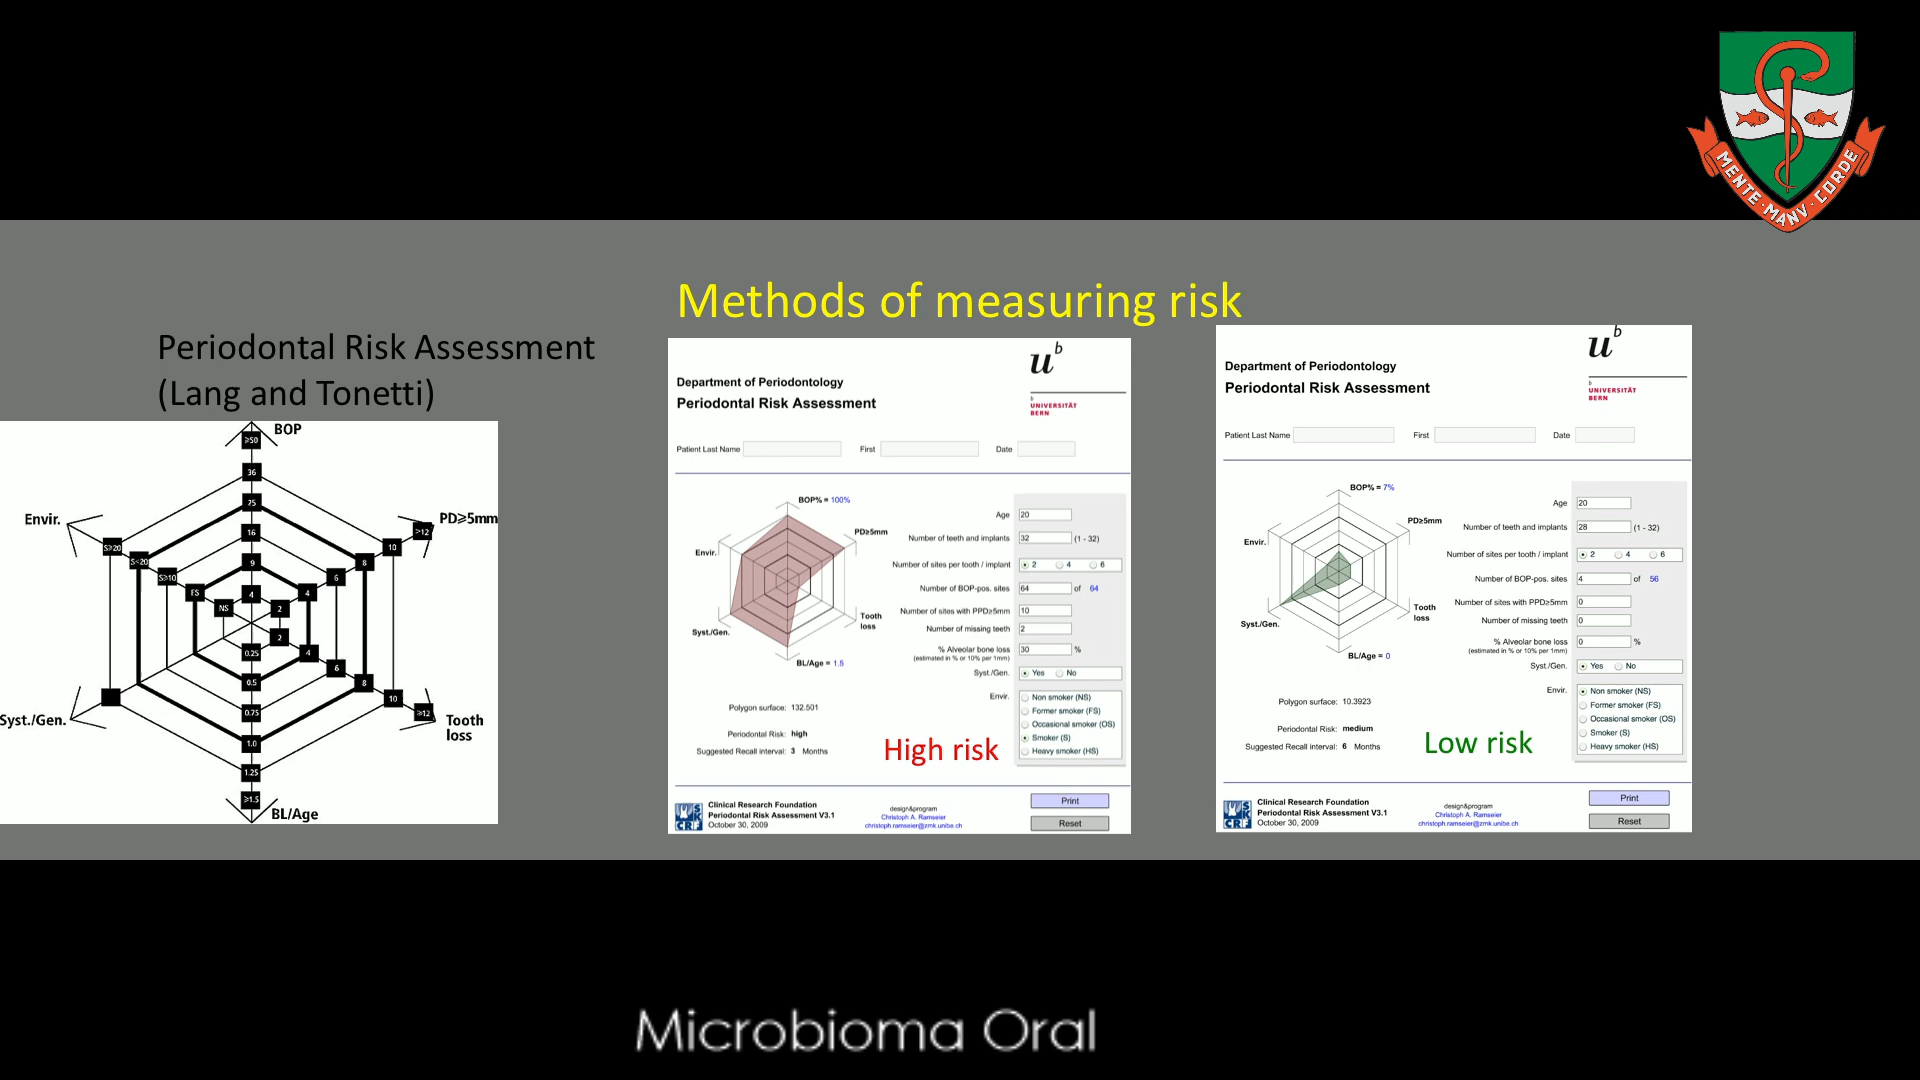 MENTE · MANV · CORDE
Methods of measuring risk
Periodontal Risk Assessment
(Lang and Tonetti)
BOP
≥50
36
25
16
9
4
Envir.
S≥20
S<20
S≥10
FS
NS
PD≥5mm
≥12
10
8
6
4
2
2
4
6
8
10
≥12
Tooth
loss
Syst./Gen.
0.25
0.5
0.75
1.0
1.25
≥1.5
BL/Age
u b
b
UNIVERSITÄT
BERN
Department of Periodontology
Periodontal Risk Assessment
Patient Last Name First Date
BOP% = 100%
PD≥5mm
Envir.
Tooth
loss
Syst./Gen.
BL/Age = 1.5
Age 20
Number of teeth and implants 32 (1 - 32)
Number of sites per tooth / implant 2 4 6
Number of BOP-pos. sites 64 of 64
Number of sites with PPD≥5mm 10
Number of missing teeth 2
% Alveolar bone loss 30 %
(estimated in % or 10% per 1mm)
Syst./Gen. Yes No
Envir. Non smoker (NS)
Former smoker (FS)
Occasional smoker (OS)
Smoker (S)
Heavy smoker (HS)
Polygon surface: 132.501
Periodontal Risk: high
Suggested Recall interval: 3 Months
High risk
Clinical Research Foundation
Periodontal Risk Assessment V3.1
October 30, 2009
design&program
Christoph A. Ramseier
christoph.ramseier@zmk.unibe.ch
Print
Reset
u b
b
UNIVERSITÄT
BERN
Department of Periodontology
Periodontal Risk Assessment
Patient Last Name First Date
BOP% = 7%
PD≥5mm
Envir.
Tooth
loss
Syst./Gen.
BL/Age = 0
Age 20
Number of teeth and implants 28 (1 - 32)
Number of sites per tooth / implant 2 4 6
Number of BOP-pos. sites 4 of 56
Number of sites with PPD≥5mm 0
Number of missing teeth 0
% Alveolar bone loss 0 %
(estimated in % or 10% per 1mm)
Syst./Gen. Yes No
Envir. Non smoker (NS)
Former smoker (FS)
Occasional smoker (OS)
Smoker (S)
Heavy smoker (HS)
Polygon surface: 10.3923
Periodontal Risk: medium
Suggested Recall interval: 6 Months
Low risk
Clinical Research Foundation
Periodontal Risk Assessment V3.1
October 30, 2009
design&program
Christoph A. Ramseier
christoph.ramseier@zmk.unibe.ch
Print
Reset
Microbioma Oral